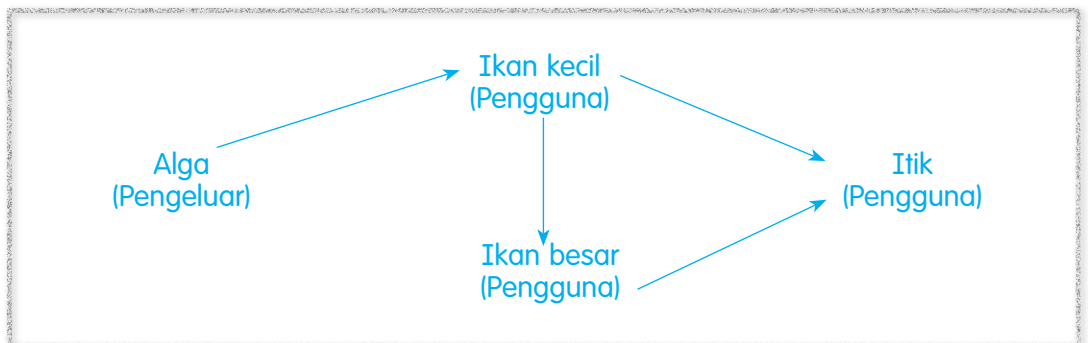 Ikan kecil
(Pengguna)
Alga
(Pengeluar)
Itik
(Pengguna)
Ikan besar
(Pengguna)